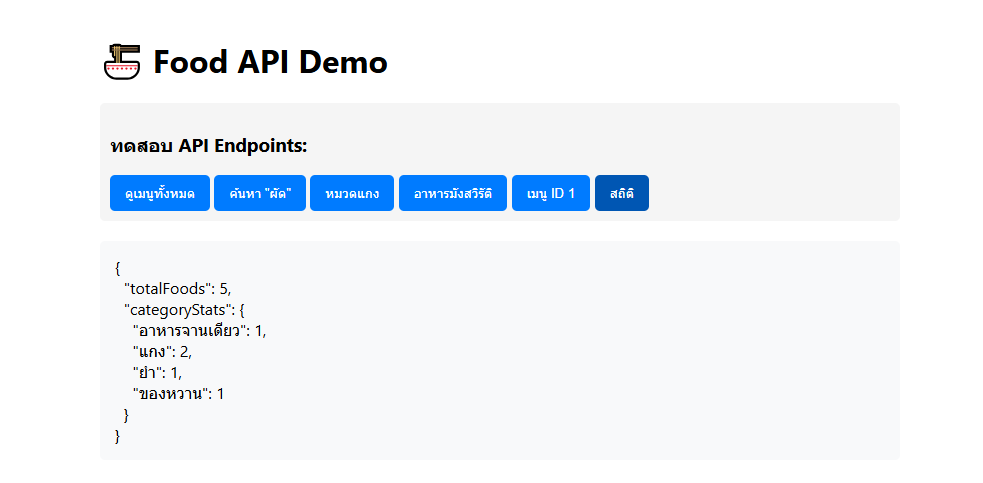 Food API Demo
ทดสอบ API Endpoints:
ดูเมนูทั้งหมด ค้นหา "ผัด" หมวดแกง อาหารมังสวิรัติ เมนู ID 1 สถิติ
{
"totalFoods": 5,
"categoryStats": {
"อาหารจานเดียว": 1,
"แกง": 2,
"ยำ": 1,
"ของหวาน": 1
}
}